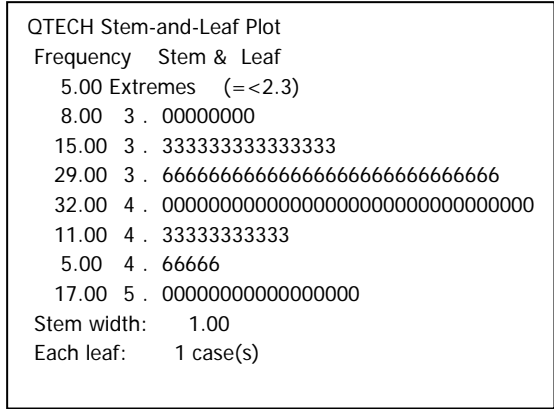 QTECH Stem-and-Leaf Plot
Frequency Stem & Leaf
5.00 Extremes (=<2.3)
8.00 3 . 00000000
15.00 3 . 333333333333333
29.00 3 . 66666666666666666666666666666
32.00 4 . 00000000000000000000000000000000
11.00 4 . 33333333333
5.00 4 . 66666
17.00 5 . 00000000000000000
Stem width: 1.00
Each leaf: 1 case(s)